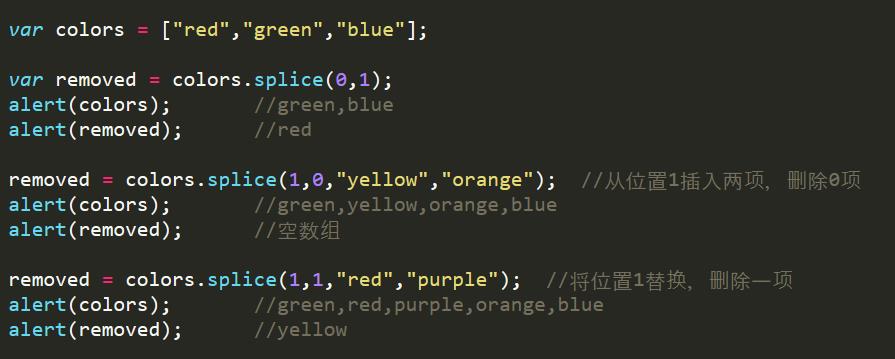 var colors = ["red","green","blue"];
var removed = colors.splice(0,1);
alert(colors);       //green,blue
alert(removed);      //red
removed = colors.splice(1,0,"yellow","orange");  //从位置1插入两项，删除0项
alert(colors);       //green,yellow,orange,blue
alert(removed);      //空数组
removed = colors.splice(1,1,"red","purple");  //将位置1替换，删除一项
alert(colors);       //green,red,purple,orange,blue
alert(removed);      //yellow